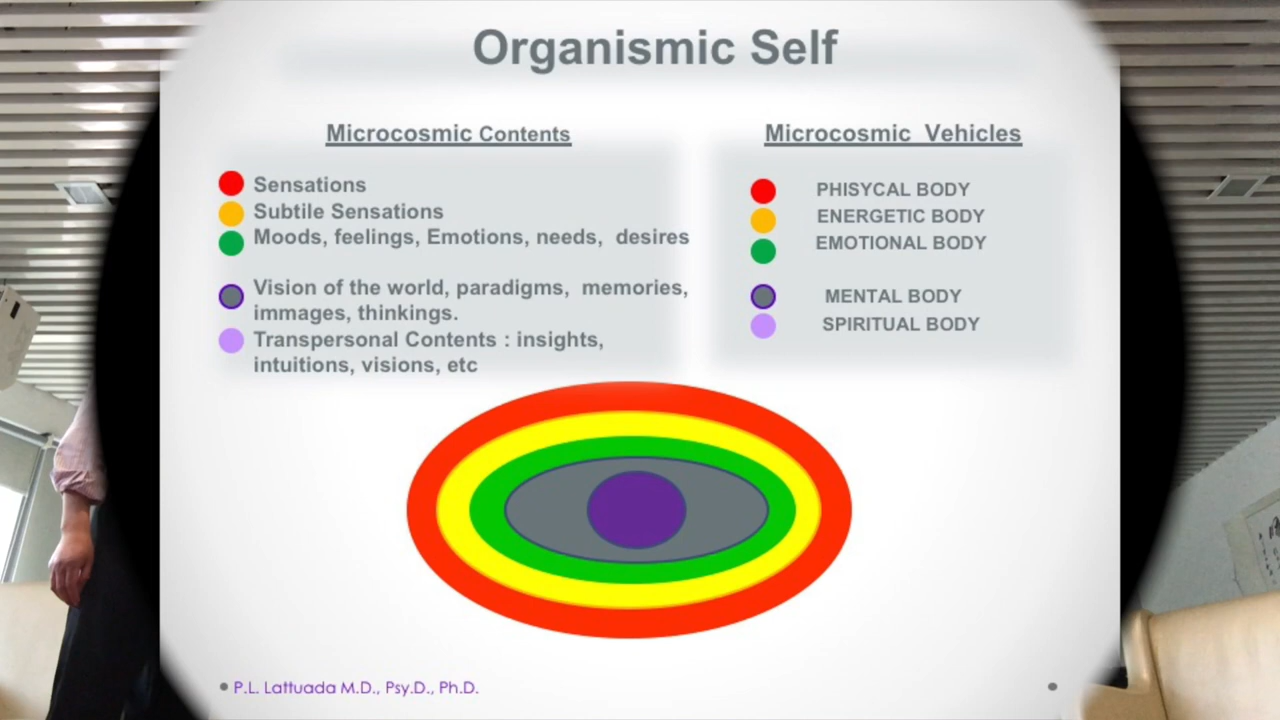 Organismic Self
Microcosmic Contents
Sensations
Subtile Sensations
Moods, feelings, Emotions, needs, desires
Vision of the world, paradigms, memories,
immages, thinkings.
Transpersonal Contents : insights,
intuitions, visions, etc
Microcosmic Vehicles
PHISYCAL BODY
ENERGETIC BODY
EMOTIONAL BODY
MENTAL BODY
SPIRITUAL BODY
P.L. Lattuada M.D., Psy.D., Ph.D.